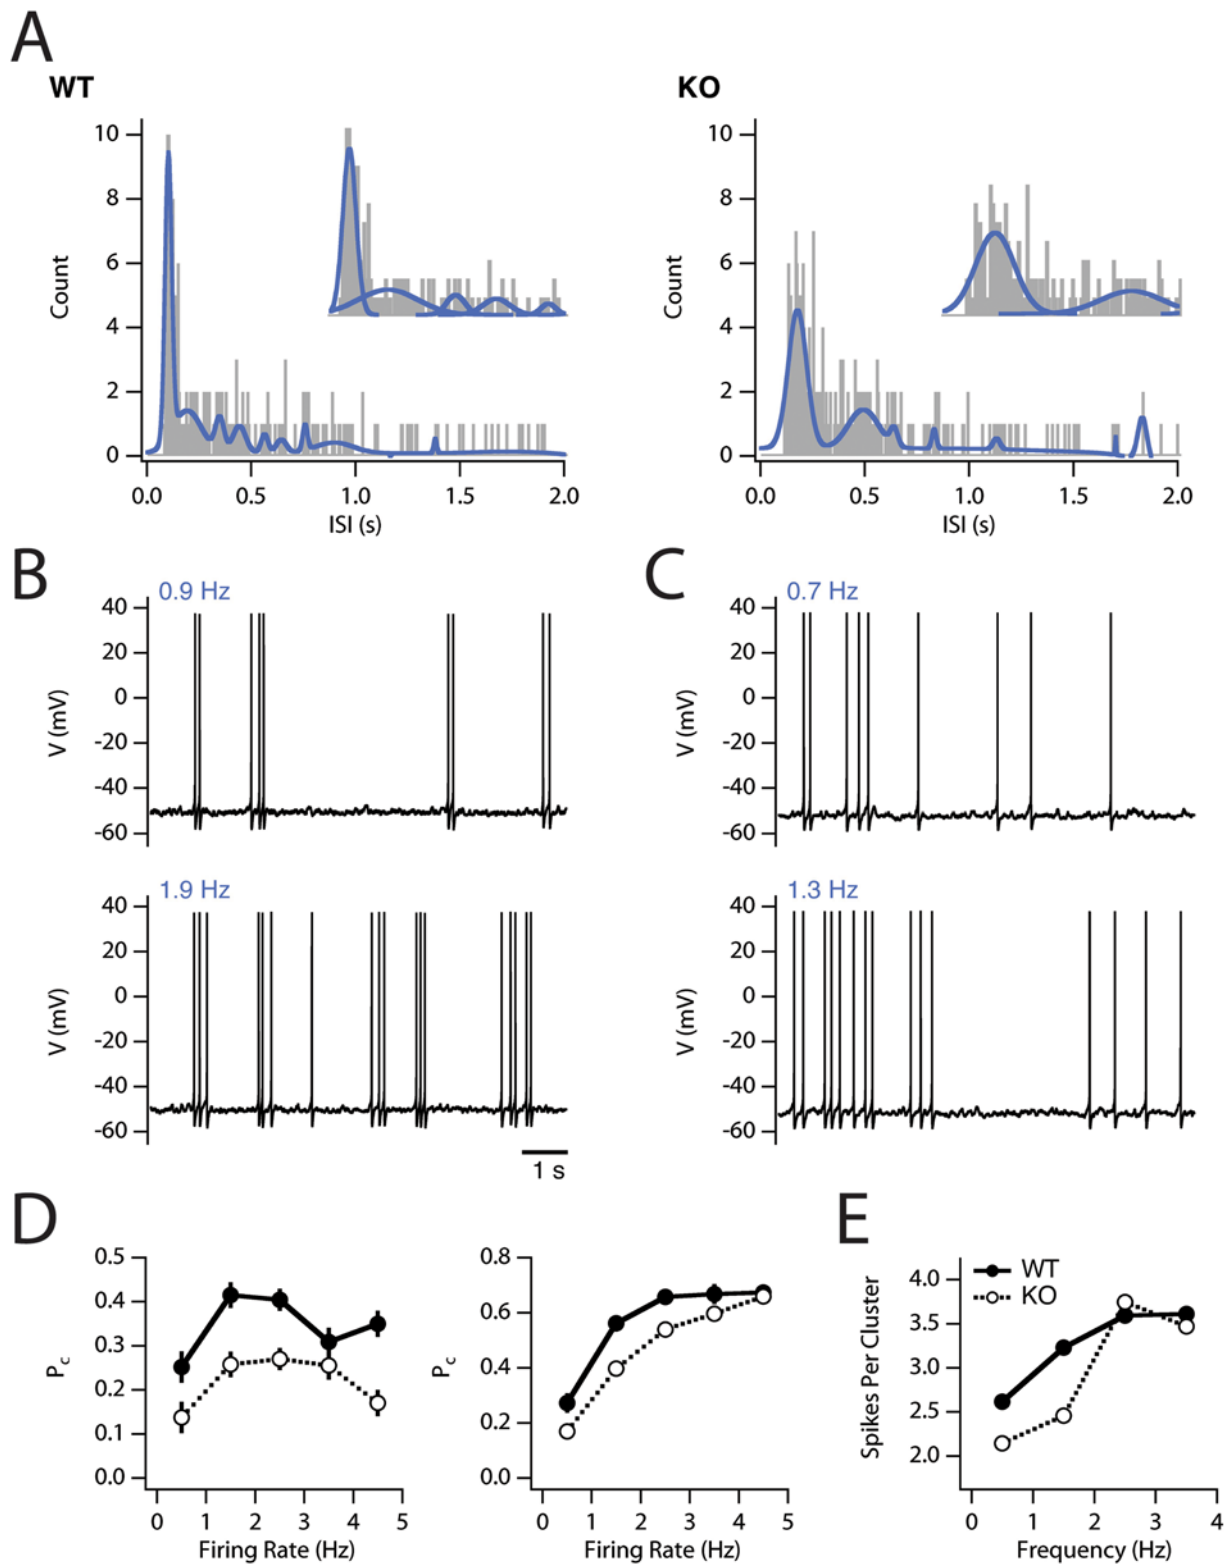 A
WT
KO
10
8
6
4
2
0
Count
0.0 0.5 1.0 1.5 2.0
ISI (s)
10
8
6
4
2
0
Count
0.0 0.5 1.0 1.5 2.0
ISI (s)
B
0.9 Hz
40
20
0
-20
-40
-60
V (mV)
1.9 Hz
40
20
0
-20
-40
-60
V (mV)
1 s
C
0.7 Hz
40
20
0
-20
-40
-60
V (mV)
1.3 Hz
40
20
0
-20
-40
-60
V (mV)
D
0.5
0.4
0.3
0.2
0.1
0.0
Pc
0 1 2 3 4 5
Firing Rate (Hz)
0.8
0.6
0.4
0.2
0.0
Pc
0 1 2 3 4 5
Firing Rate (Hz)
E
WT
KO
4.0
3.5
3.0
2.5
2.0
Spikes Per Cluster
0 1 2 3 4
Frequency (Hz)